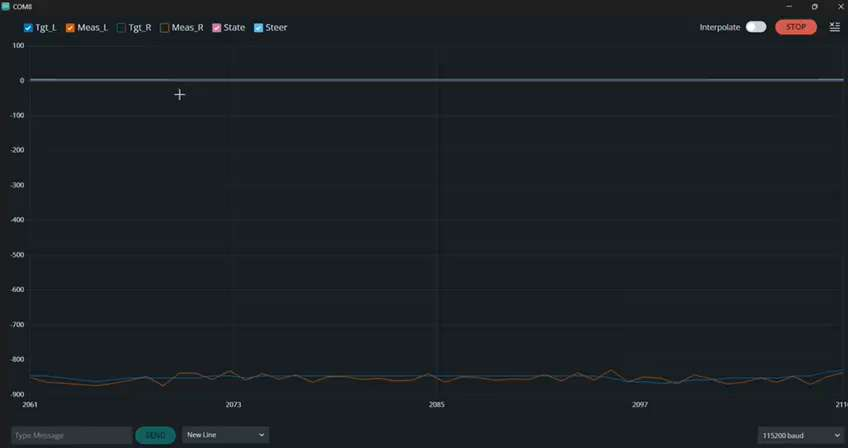 COM8
Tgt_L Meas_L Tgt_R Meas_R State Steer Interpolate STOP
100
0
-100
-200
-300
-400
-500
-600
-700
-800
-900
2061 2073 2085 2097
Type Message SEND New Line 115200 baud